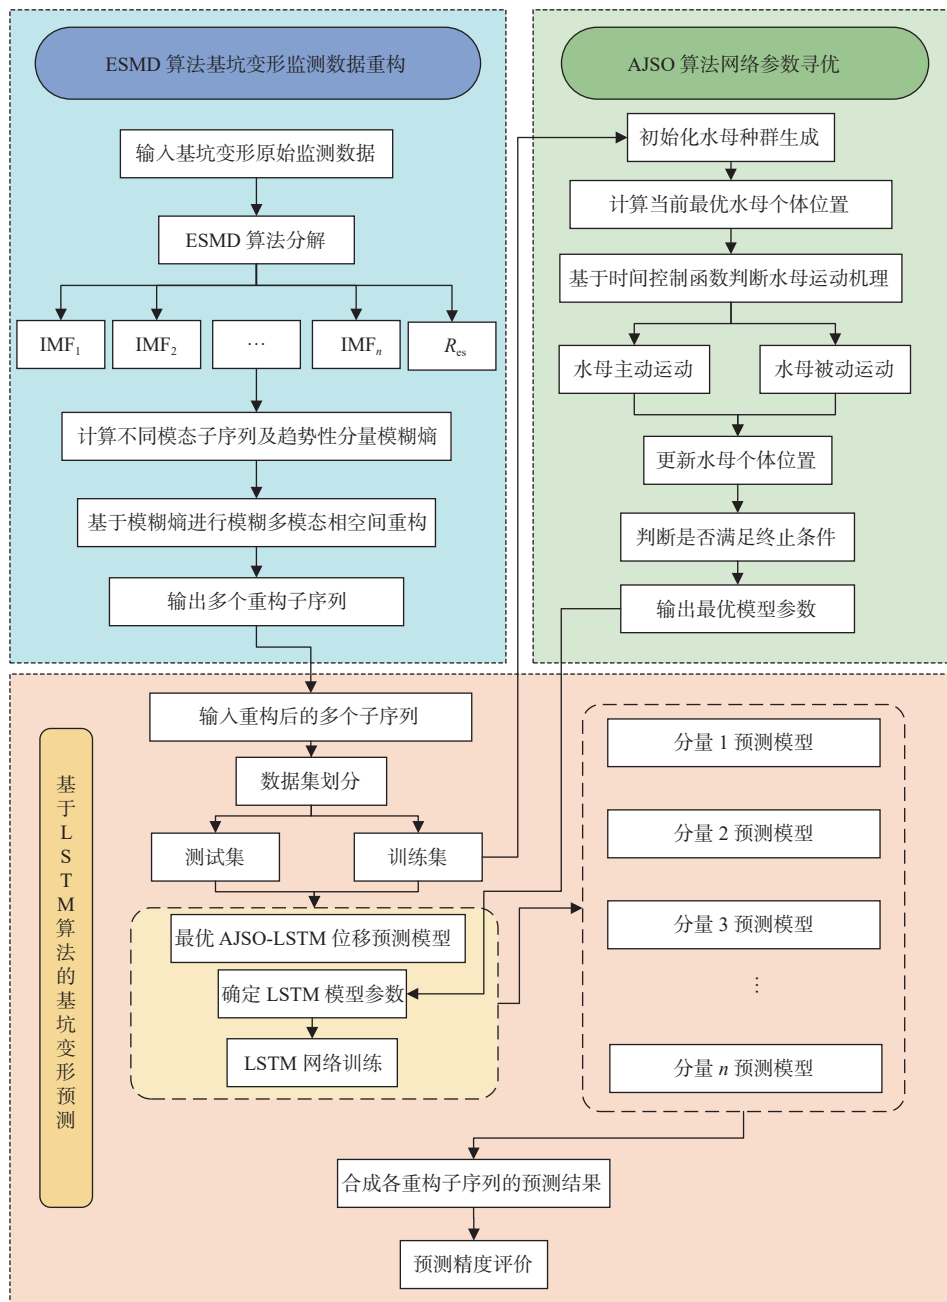 ESMD 算法基坑变形监测数据重构
输入基坑变形原始监测数据
ESMD 算法分解
IMF₁
IMF₂
…
IMFₙ
Rₑₛ
计算不同模态子序列及趋势性分量模糊熵
基于模糊熵进行模糊多模态相空间重构
输出多个重构子序列
AJSO 算法网络参数寻优
初始化水母种群生成
计算当前最优水母个体位置
基于时间控制函数判断水母运动机理
水母主动运动
水母被动运动
更新水母个体位置
判断是否满足终止条件
输出最优模型参数
基于LSTM算法的基坑变形预测
输入重构后的多个子序列
数据集划分
测试集
训练集
最优 AJSO-LSTM 位移预测模型
确定 LSTM 模型参数
LSTM 网络训练
分量 1 预测模型
分量 2 预测模型
分量 3 预测模型
⋮
分量 n 预测模型
合成各重构子序列的预测结果
预测精度评价